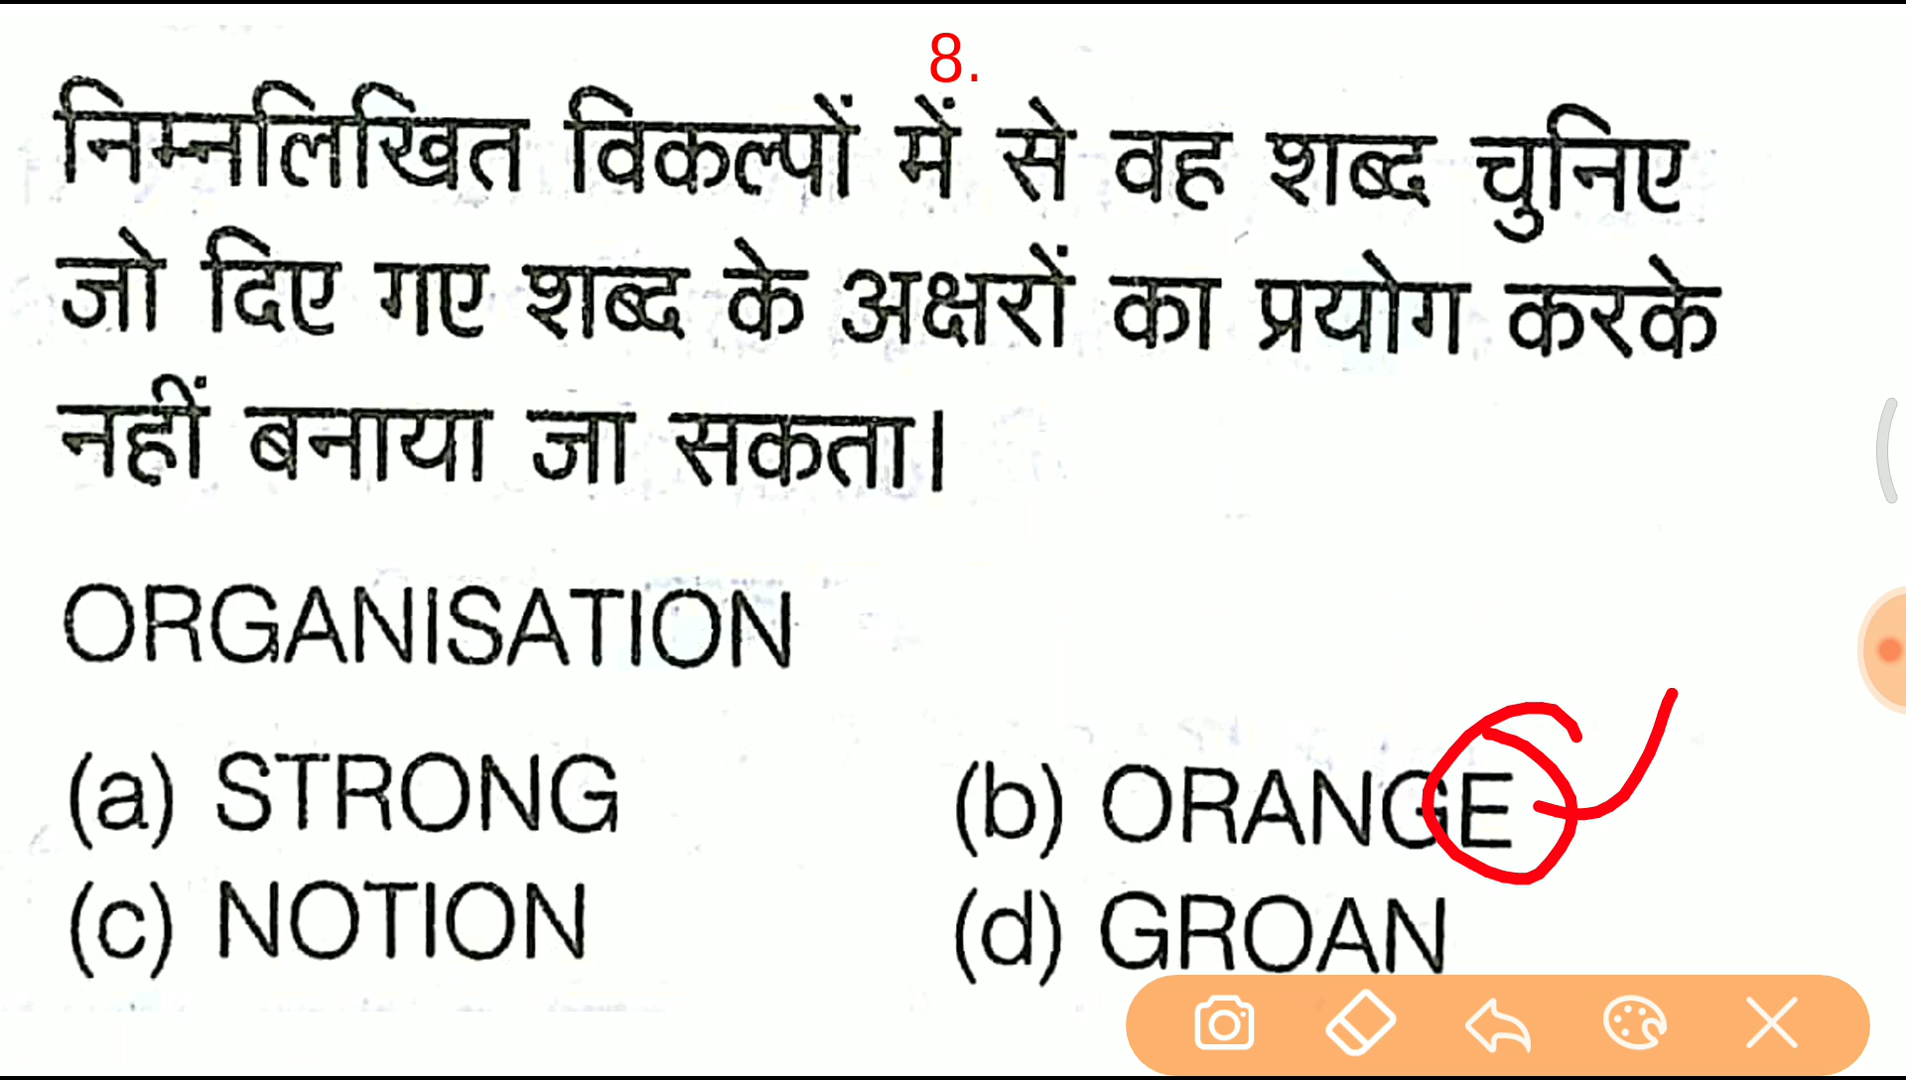 8.
निम्नलिखित विकल्पों में से वह शब्द चुनिए
जो दिए गए शब्द के अक्षरों का प्रयोग करके
नहीं बनाया जा सकता।
ORGANISATION
(a) STRONG (b) ORANGE
(c) NOTION (d) GROAN